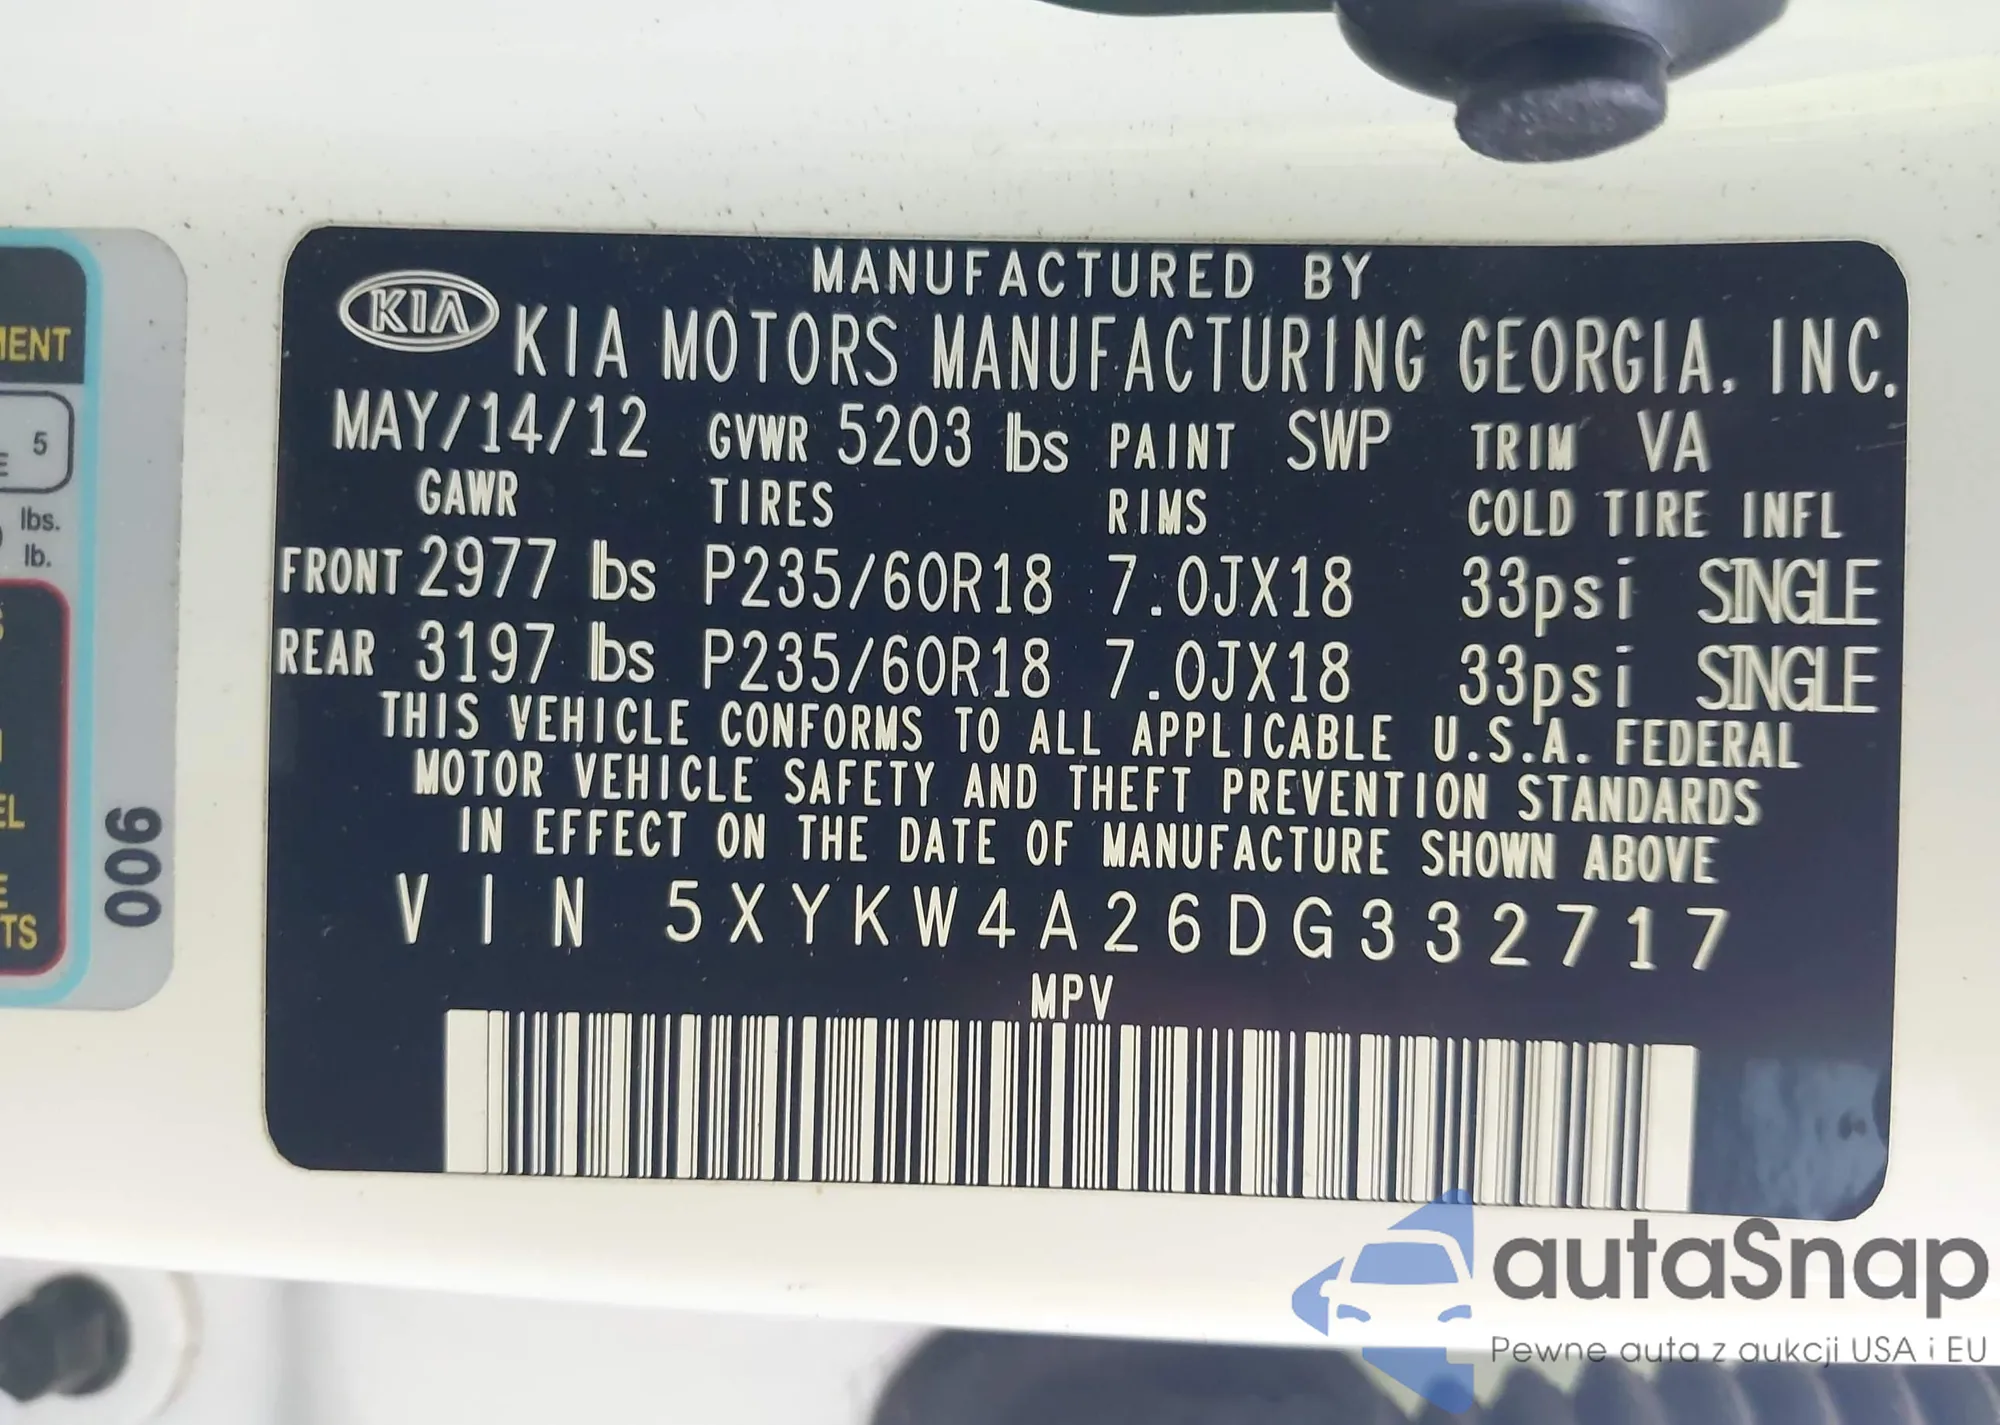 MANUFACTURED BY
KIA KIA MOTORS MANUFACTURING GEORGIA, INC.
MAY/14/12 GVWR 5203 lbs PAINT SWP TRIM VA
GAWR TIRES RIMS COLD TIRE INFL
FRONT 2977 lbs P235/60R18 7.0JX18 33psi SINGLE
REAR 3197 lbs P235/60R18 7.0JX18 33psi SINGLE
THIS VEHICLE CONFORMS TO ALL APPLICABLE U.S.A. FEDERAL
MOTOR VEHICLE SAFETY AND THEFT PREVENTION STANDARDS
IN EFFECT ON THE DATE OF MANUFACTURE SHOWN ABOVE
VIN 5XYKW4A26DG332717
MPV
5
lbs.
lb.
006
autaSnap
Pewne auta z aukcji USA i EU